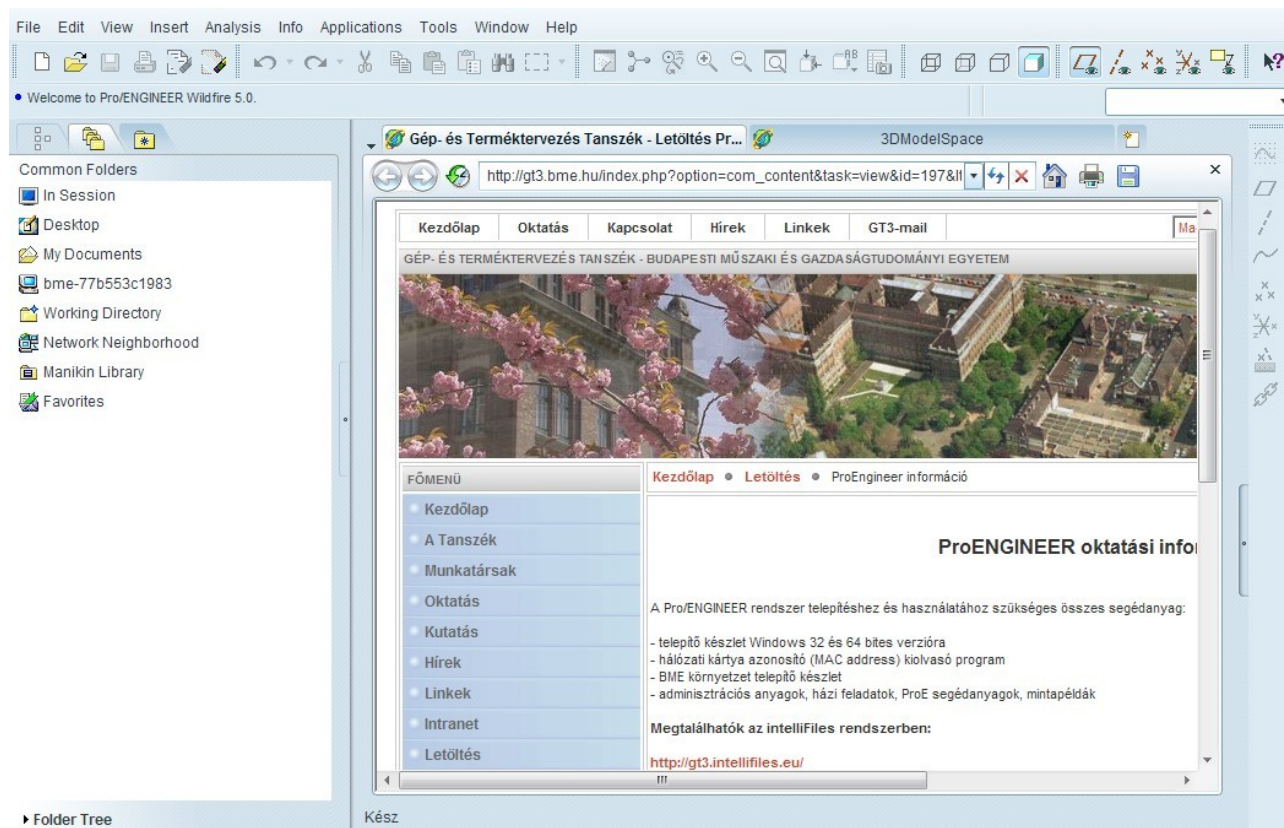 File Edit View Insert Analysis Info Applications Tools Window Help
Welcome to Pro/ENGINEER Wildfire 5.0.
Common Folders
In Session
Desktop
My Documents
bme-77b553c1983
Working Directory
Network Neighborhood
Manikin Library
Favorites
Folder Tree
Gép- és Terméktervezés Tanszék - Letöltés Pr...
3DModelSpace
http://gt3.bme.hu/index.php?option=com_content&task=view&id=197&It
Kezdőlap Oktatás Kapcsolat Hírek Linkek GT3-mail Ma
GÉP- ÉS TERMÉKTERVEZÉS TANSZÉK - BUDAPESTI MŰSZAKI ÉS GAZDASÁGTUDOMÁNYI EGYETEM
FŐMENÜ
Kezdőlap
A Tanszék
Munkatársak
Oktatás
Kutatás
Hírek
Linkek
Intranet
Letöltés
Kezdőlap Letöltés ProEngineer információ
ProENGINEER oktatási infor
A Pro/ENGINEER rendszer telepítéshez és használatához szükséges összes segédanyag:
- telepítő készlet Windows 32 és 64 bites verzióra
- hálózati kártya azonosító (MAC address) kiolvasó program
- BME környetzet telepítő készlet
- adminisztrációs anyagok, házi feladatok, ProE segédanyagok, mintapéldák
Megtalálhatók az intelliFiles rendszerben:
http://gt3.intellifiles.eu/
Kész